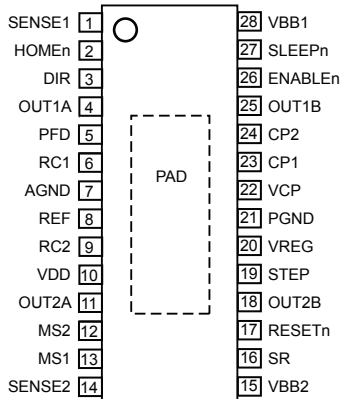 SENSE1 1 28 VBB1
HOMEn 2 27 SLEEPn
DIR 3 26 ENABLEn
OUT1A 4 25 OUT1B
PFD 5 24 CP2
RC1 6 23 CP1
AGND 7 PAD 22 VCP
REF 8 21 PGND
RC2 9 20 VREG
VDD 10 19 STEP
OUT2A 11 18 OUT2B
MS2 12 17 RESETn
MS1 13 16 SR
SENSE2 14 15 VBB2